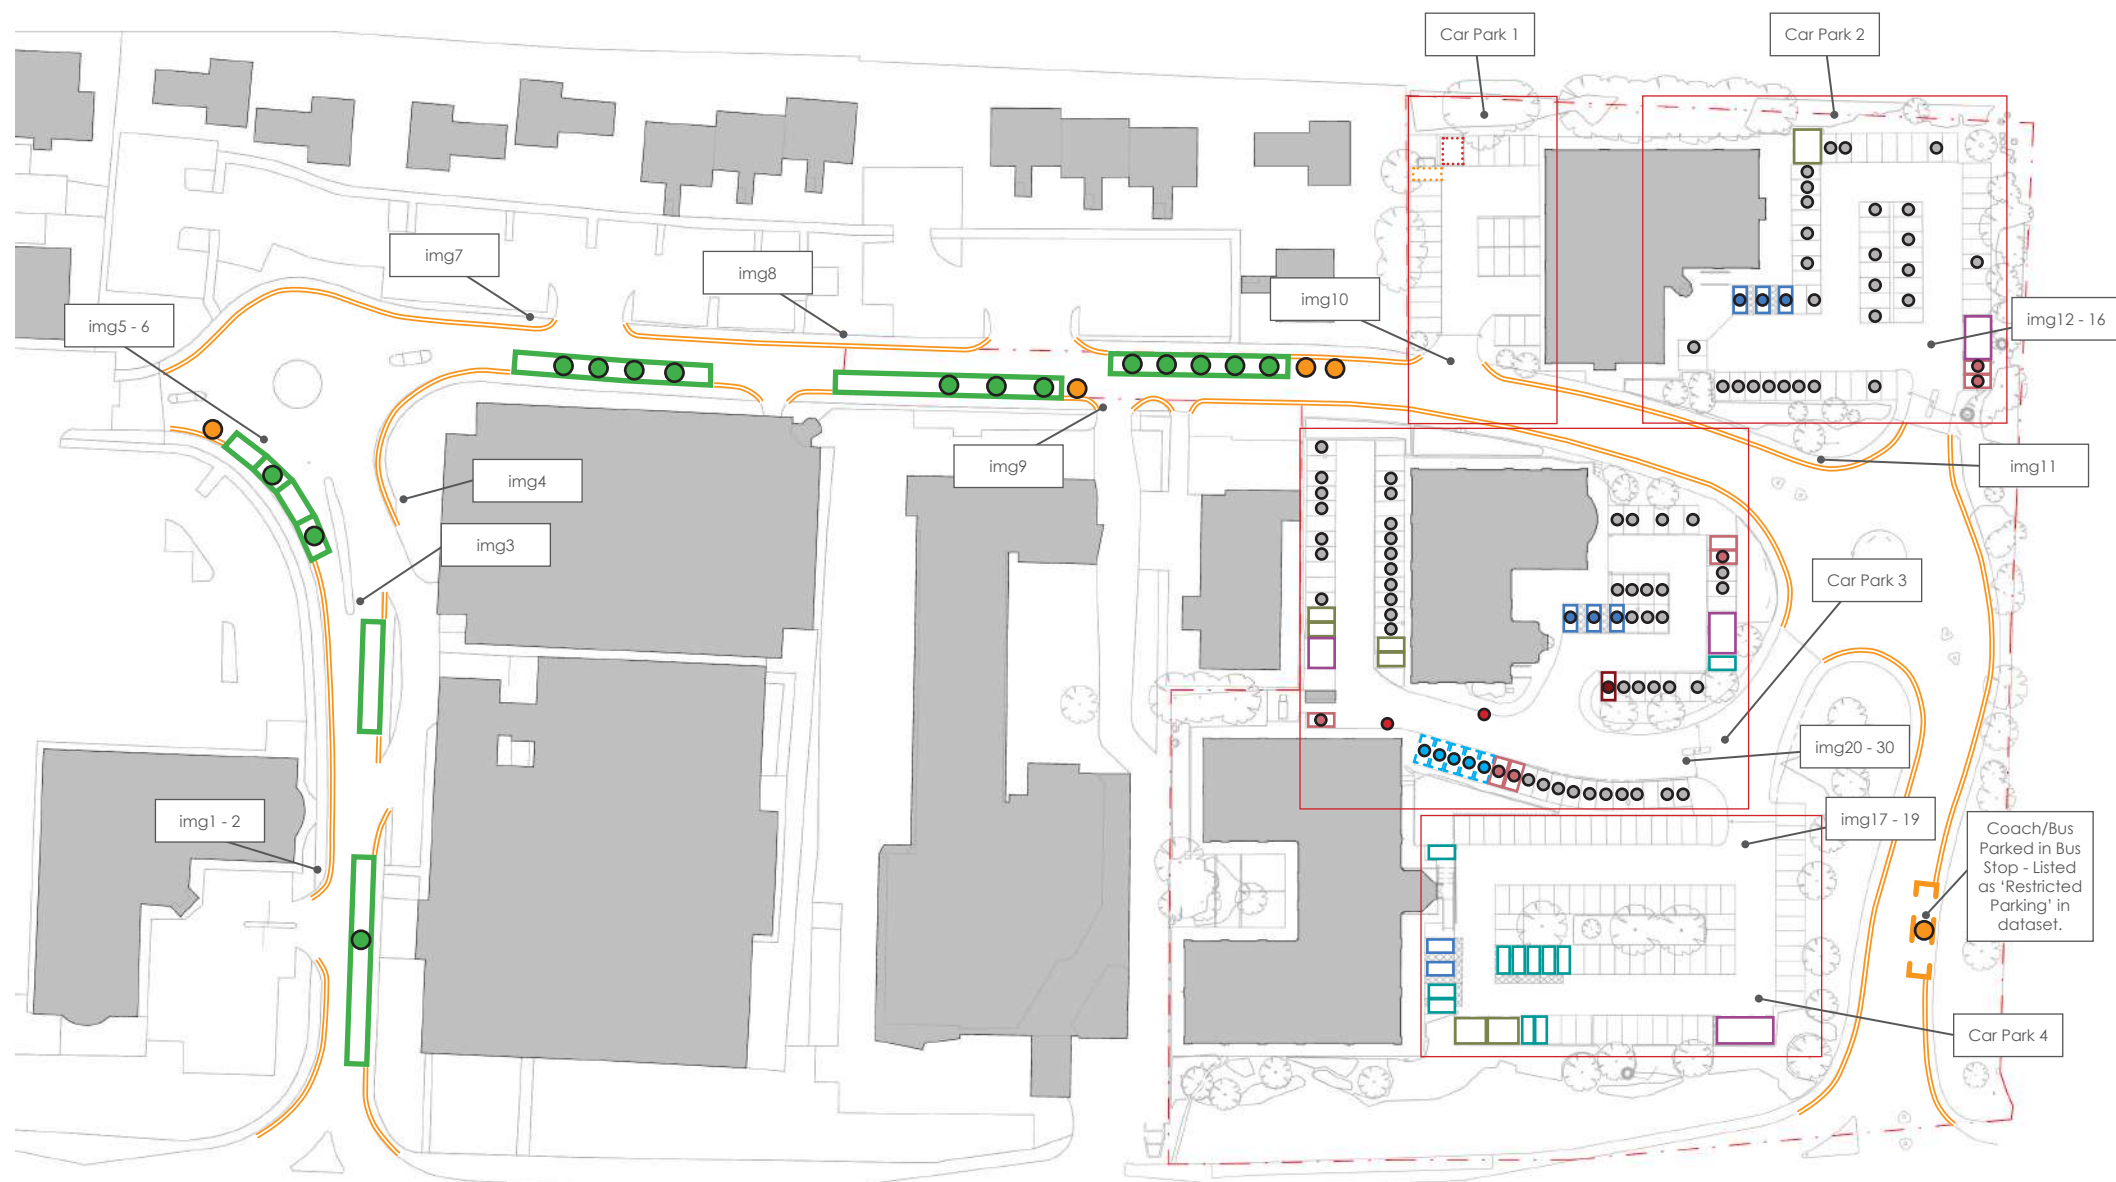 Car Park 1
Car Park 2
img7
img8
img10
img5 - 6
img12 - 16
img9
img11
img4
img3
Car Park 3
img20 - 30
img1 - 2
img17 - 19
Coach/Bus
Parked in Bus
Stop - Listed
as ‘Restricted
Parking’ in
dataset.
Car Park 4